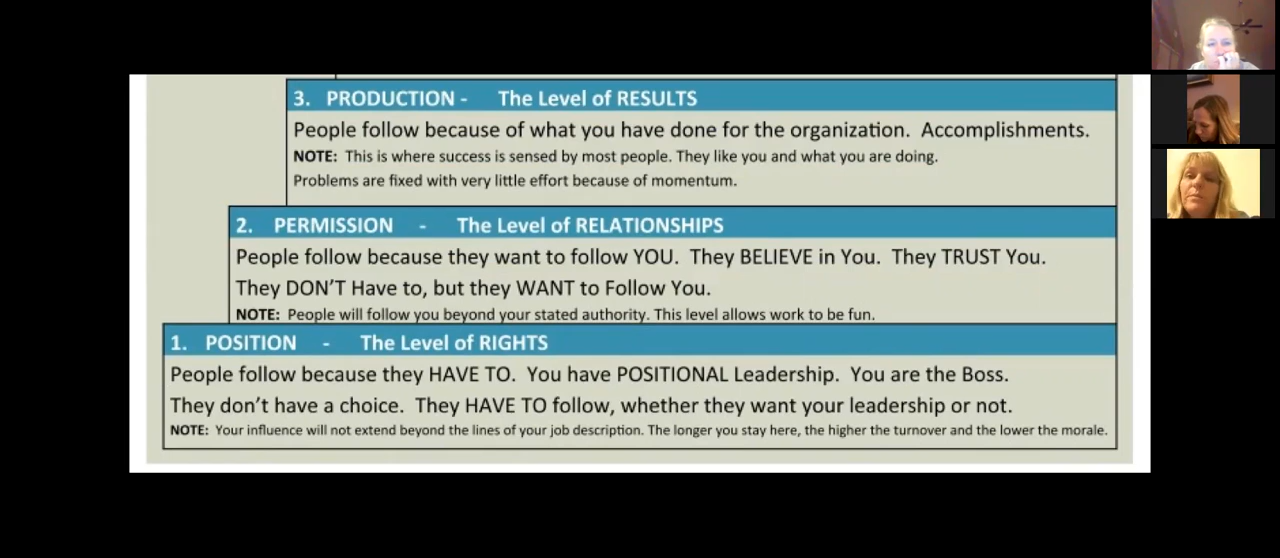 3. PRODUCTION - The Level of RESULTS
People follow because of what you have done for the organization. Accomplishments.
NOTE: This is where success is sensed by most people. They like you and what you are doing.
Problems are fixed with very little effort because of momentum.
2. PERMISSION - The Level of RELATIONSHIPS
People follow because they want to follow YOU. They BELIEVE in You. They TRUST You.
They DON'T Have to, but they WANT to Follow You.
NOTE: People will follow you beyond your stated authority. This level allows work to be fun.
1. POSITION - The Level of RIGHTS
People follow because they HAVE TO. You have POSITIONAL Leadership. You are the Boss.
They don't have a choice. They HAVE TO follow, whether they want your leadership or not.
NOTE: Your influence will not extend beyond the lines of your job description. The longer you stay here, the higher the turnover and the lower the morale.